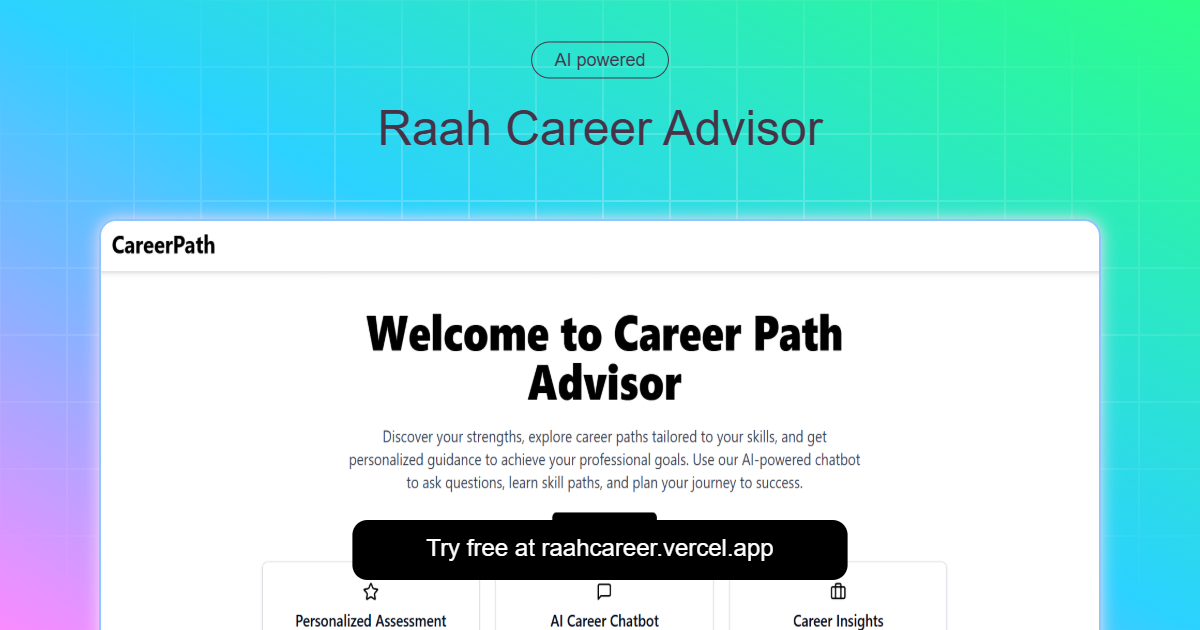 AI powered
Raah Career Advisor
CareerPath
Welcome to Career Path
Advisor
Discover your strengths, explore career paths tailored to your skills, and get
personalized guidance to achieve your professional goals. Use our AI-powered chatbot
to ask questions, learn skill paths, and plan your journey to success.
Try free at raahcareer.vercel.app
Personalized Assessment
AI Career Chatbot
Career Insights